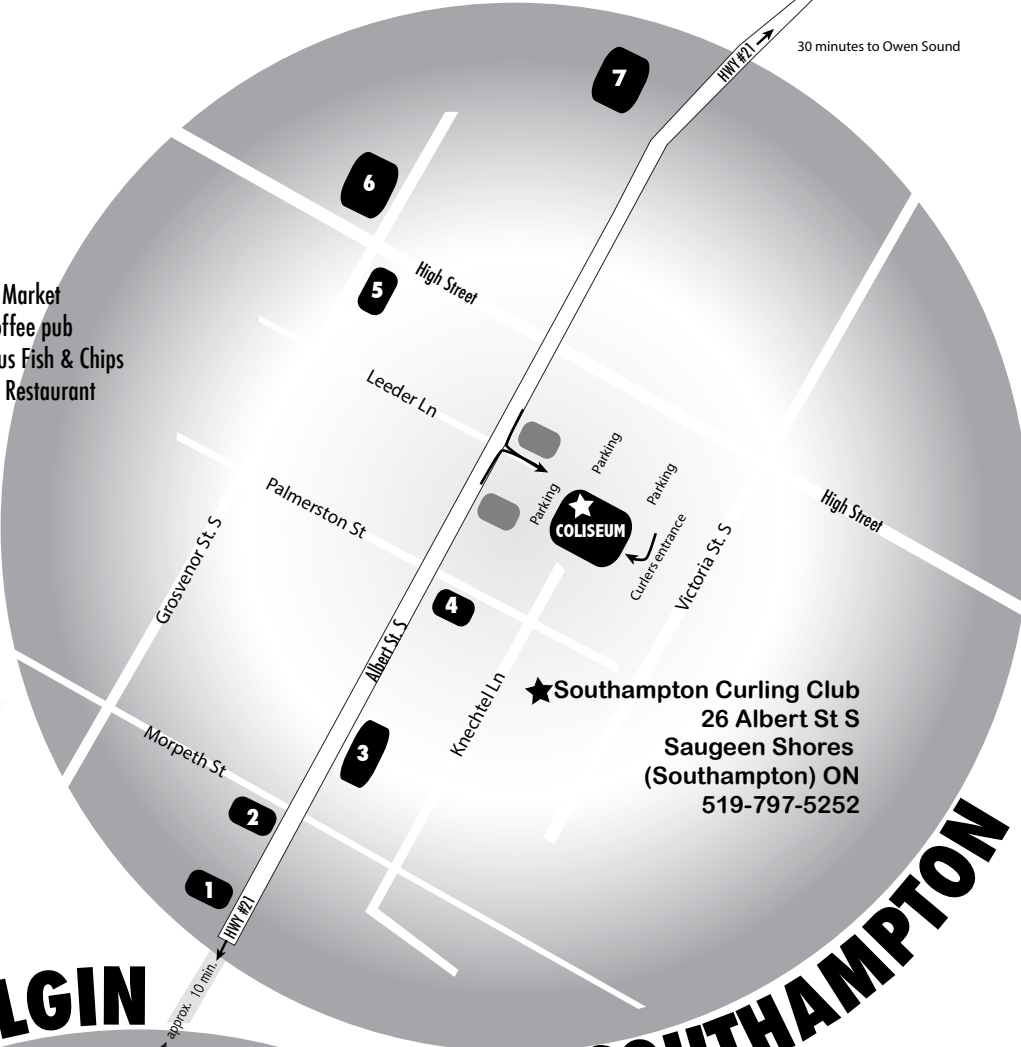 HWY #21
30 minutes to Owen Sound
7
6
5
High Street
Market
us Fish & Chips
Restaurant
pub
Leeder Ln
Parking
Parking
Parking
COLISEUM
Curlers entrance
Victoria St. S
High Street
Palmerston St
Grosvenor St. S
4
Albert St. S
Knechtel Ln
3
Morpeth St
2
1
HWY #21
approx. 10 min.
Southampton Curling Club
26 Albert St S
Saugeen Shores
(Southampton) ON
519-797-5252
LGIN
OUTHAMPTON